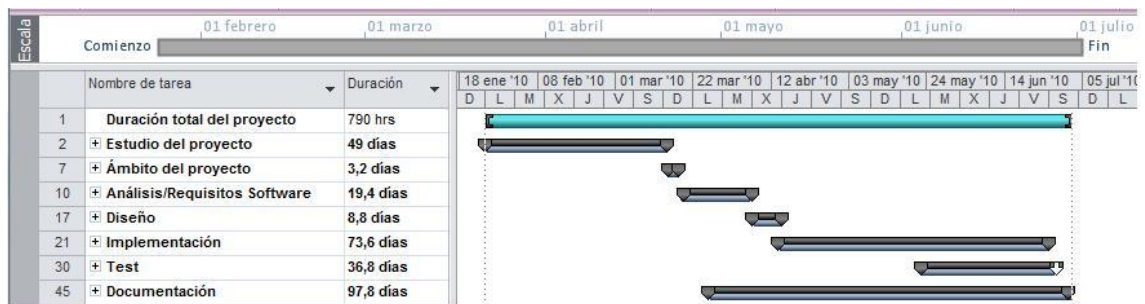 Escala
01 febrero 01 marzo 01 abril 01 mayo 01 junio 01 julio
Comienzo Fin
Nombre de tarea Duración 18 ene '10 08 feb '10 01 mar '10 22 mar '10 12 abr '10 03 may '10 24 may '10 14 jun '10 05 jul '10
D L M X J V S D L M X J V S D L M X J V S D L
1 Duración total del proyecto 790 hrs
2 Estudio del proyecto 49 días
7 Ámbito del proyecto 3,2 días
10 Análisis/Requisitos Software 19,4 días
17 Diseño 8,8 días
21 Implementación 73,6 días
30 Test 36,8 días
45 Documentación 97,8 días